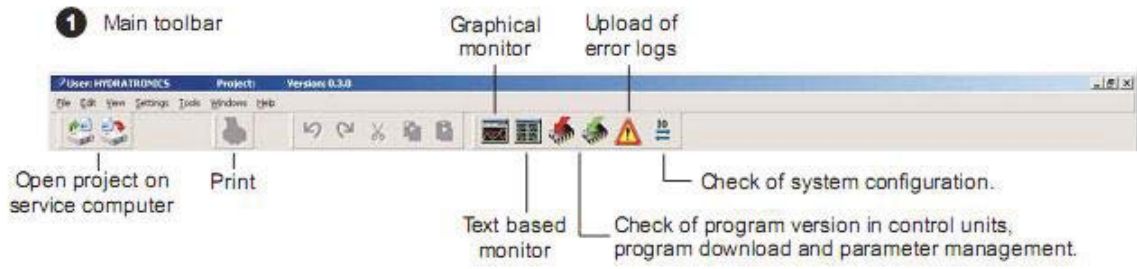 1 Main toolbar
Graphical
monitor
Upload of
error logs
User: HYDRATRONICS Project: Version: 0.3.0
File Edit View Settings Tools Windows Help
Open project on
service computer
Print
Check of system configuration.
Text based
monitor
Check of program version in control units,
program download and parameter management.